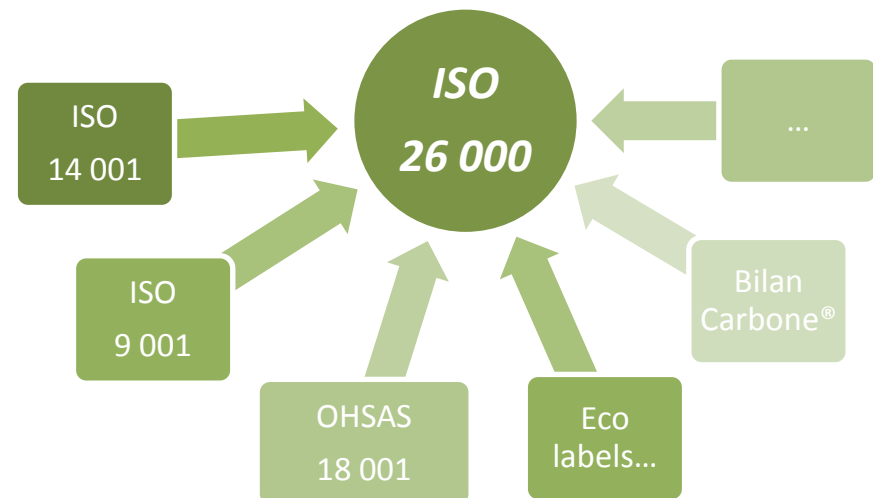 ISO
26 000
ISO
14 001
…
ISO
9 001
Bilan
Carbone®
OHSAS
18 001
Eco
labels…